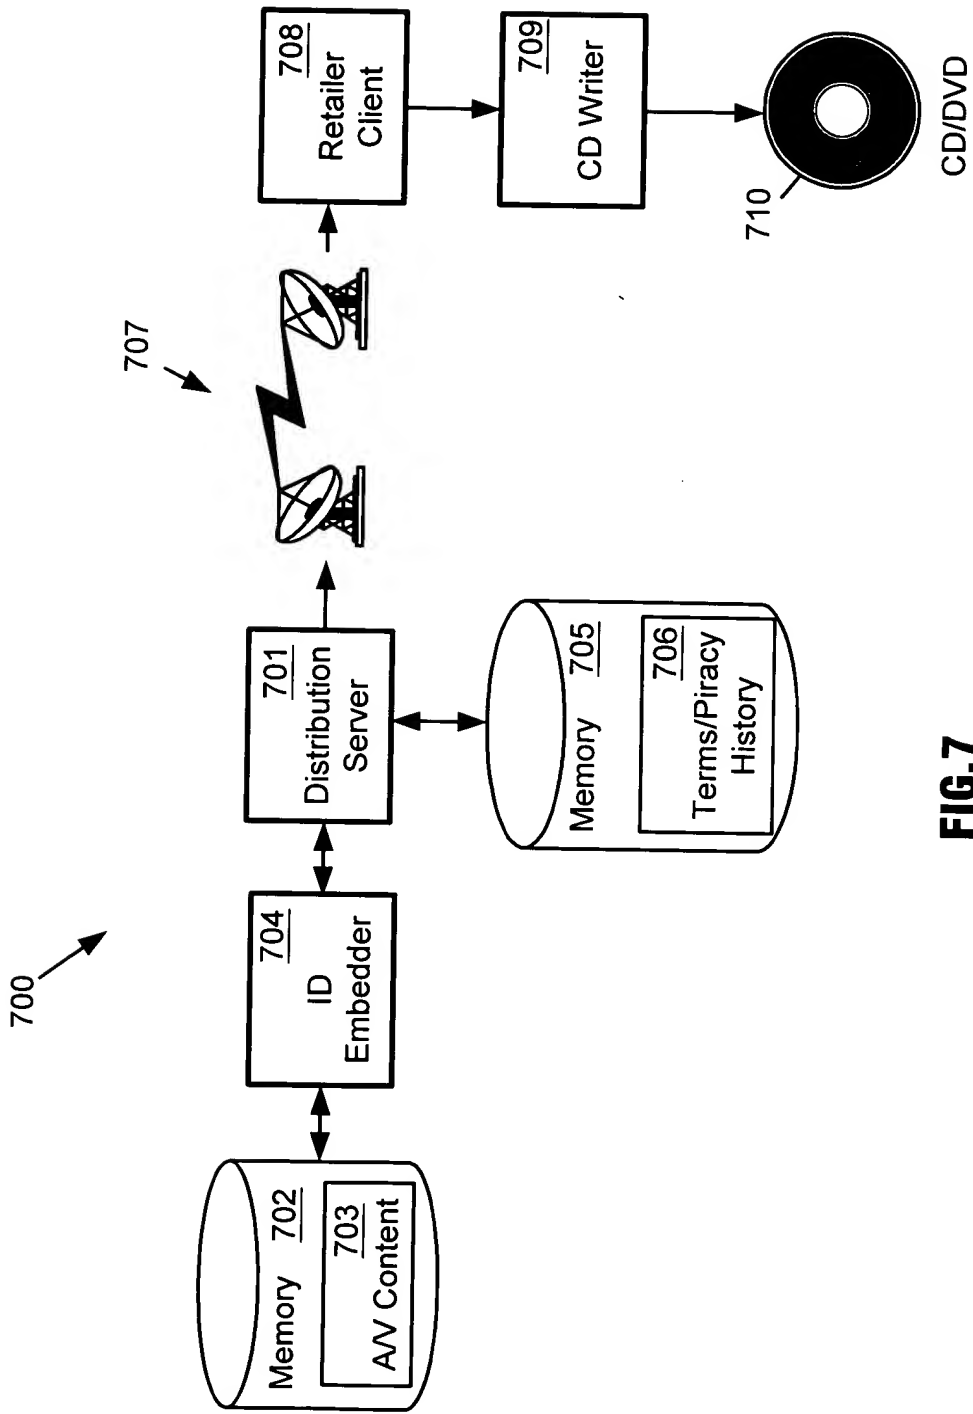 700
707
Memory 702
703
A/V Content
704
ID
Embedder
701
Distribution
Server
Memory 705
706
Terms/Piracy
History
708
Retailer
Client
709
CD Writer
710
CD/DVD
FIG.7